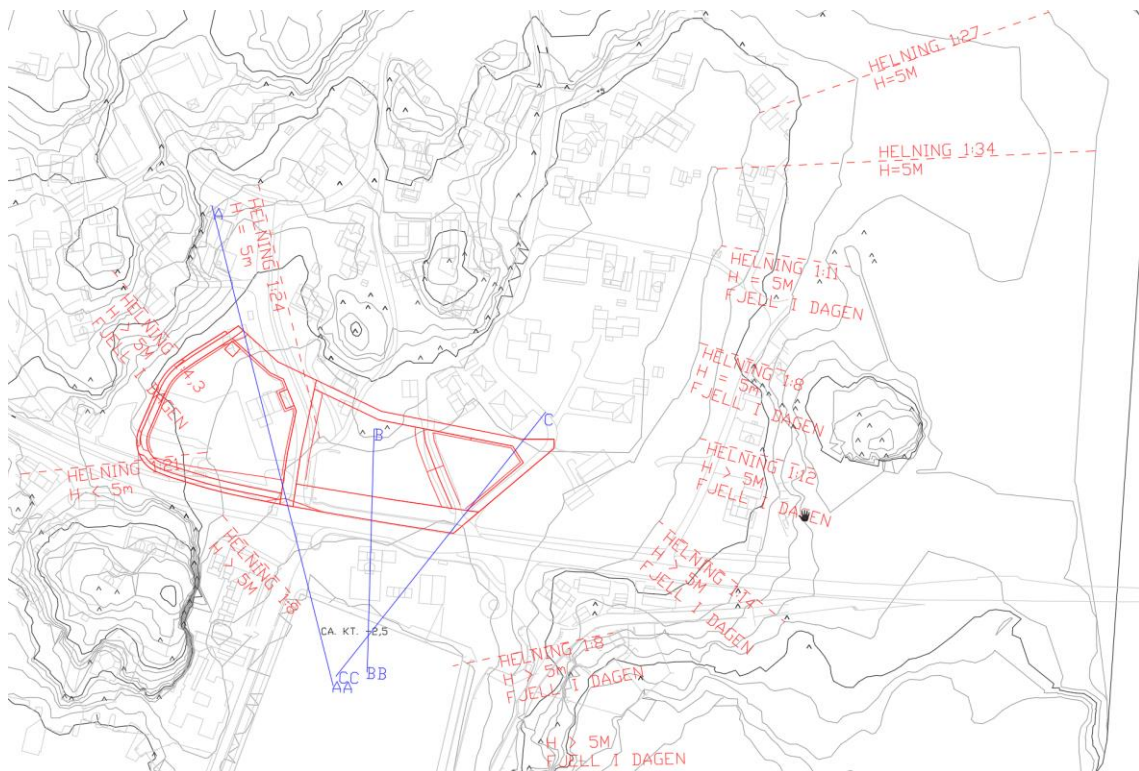 HELNING 1:27
H=5M
HELNING 1:34
H=5M
A
HELNING 1:24
H = 5m
HELNING 1:11
H = 5M
FJELL I DAGEN
HELNING 1:4,3
H > 5M
FJELL I DAGEN
HELNING 1:8
H = 5m
FJELL I DAGEN
C
B
HELNING 1:21
H < 5m
HELNING 1:12
H > 5M
FJELL I DAGEN
HELNING 1:8
H > 5M
HELNING 1:14
H > 5M
FJELL I DAGEN
CA. KT. -2,5
HELNING 1:8
H > 5m
FJELL I DAGEN
CC
BB
AA
H > 5M
FJELL I DAGEN